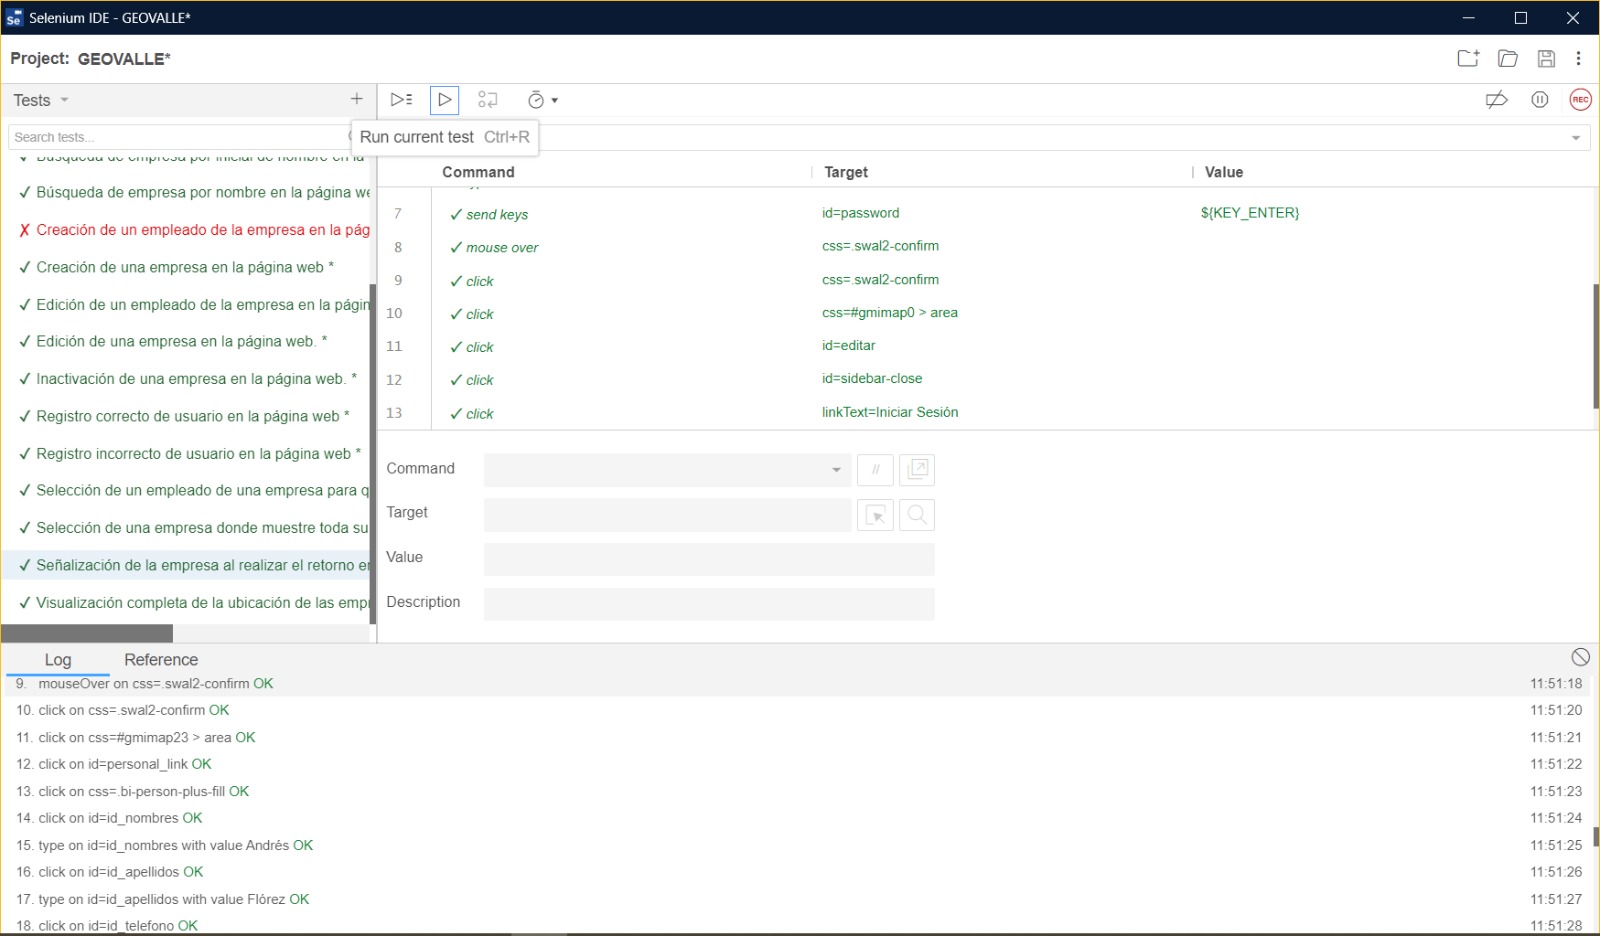 Selenium IDE - GEOVALLE*
Project: GEOVALLE*
Tests
Search tests...
Run current test Ctrl+R
Command Target Value
Búsqueda de empresa por inicial de nombre en la
Búsqueda de empresa por nombre en la página we
✗ Creación de un empleado de la empresa en la pág
✓ Creación de una empresa en la página web *
✓ Edición de un empleado de la empresa en la págin
✓ Edición de una empresa en la página web. *
✓ Inactivación de una empresa en la página web. *
✓ Registro correcto de usuario en la página web *
✓ Registro incorrecto de usuario en la página web *
✓ Selección de un empleado de una empresa para q
✓ Selección de una empresa donde muestre toda su
✓ Señalización de la empresa al realizar el retorno en
✓ Visualización completa de la ubicación de las empr
7 ✓ send keys id=password ${KEY_ENTER}
8 ✓ mouse over css=.swal2-confirm
9 ✓ click css=.swal2-confirm
10 ✓ click css=#gmimap0 > area
11 ✓ click id=editar
12 ✓ click id=sidebar-close
13 ✓ click linkText=Iniciar Sesión
Command //
Target
Value
Description
REC
Log Reference
9. mouseOver on css=.swal2-confirm OK 11:51:18
10. click on css=.swal2-confirm OK 11:51:20
11. click on css=#gmimap23 > area OK 11:51:21
12. click on id=personal_link OK 11:51:22
13. click on css=.bi-person-plus-fill OK 11:51:23
14. click on id=id_nombres OK 11:51:24
15. type on id=id_nombres with value Andrés OK 11:51:25
16. click on id=id_apellidos OK 11:51:26
17. type on id=id_apellidos with value Flórez OK 11:51:27
18. click on id=id_telefono OK 11:51:28